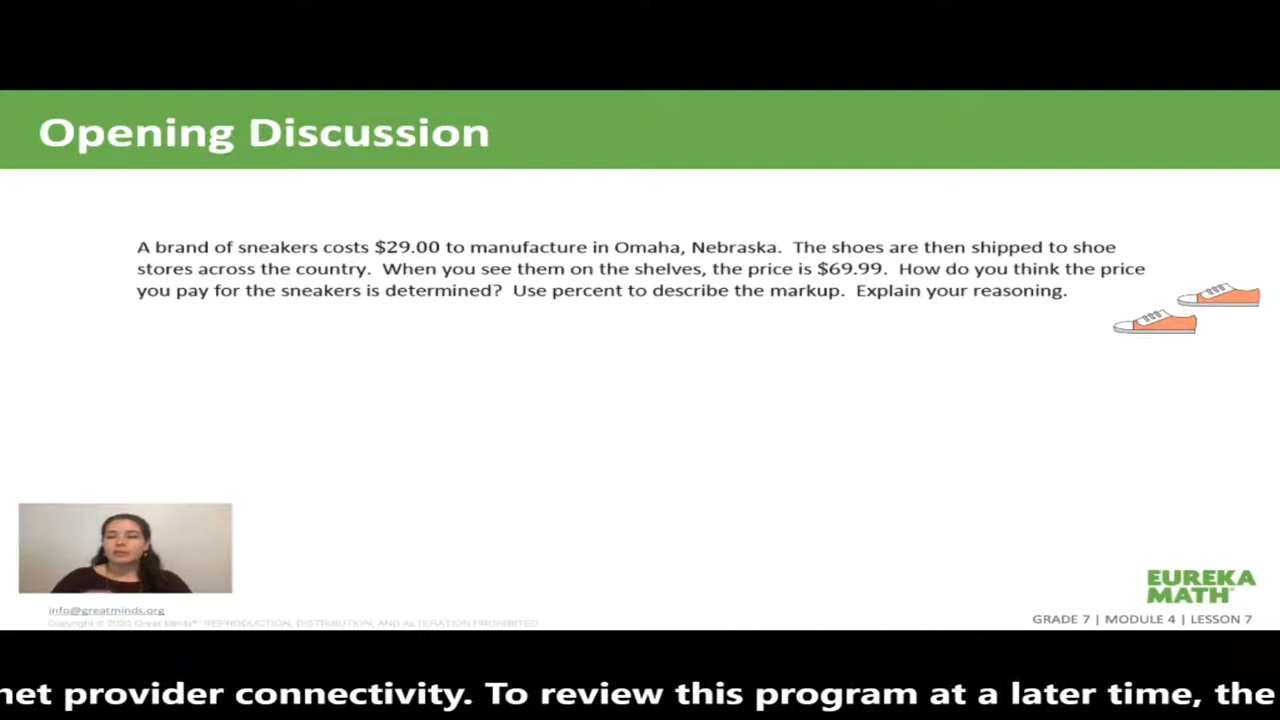 Opening Discussion
A brand of sneakers costs $29.00 to manufacture in Omaha, Nebraska.  The shoes are then shipped to shoe
stores across the country.  When you see them on the shelves, the price is $69.99.  How do you think the price
you pay for the sneakers is determined?  Use percent to describe the markup.  Explain your reasoning.
EUREKA
MATH
info@greatminds.org
Copyright © 2020 Great Minds® | REPRODUCTION, DISTRIBUTION, AND ALTERATION PROHIBITED
GRADE 7 | MODULE 4 | LESSON 7
net provider connectivity. To review this program at a later time, the